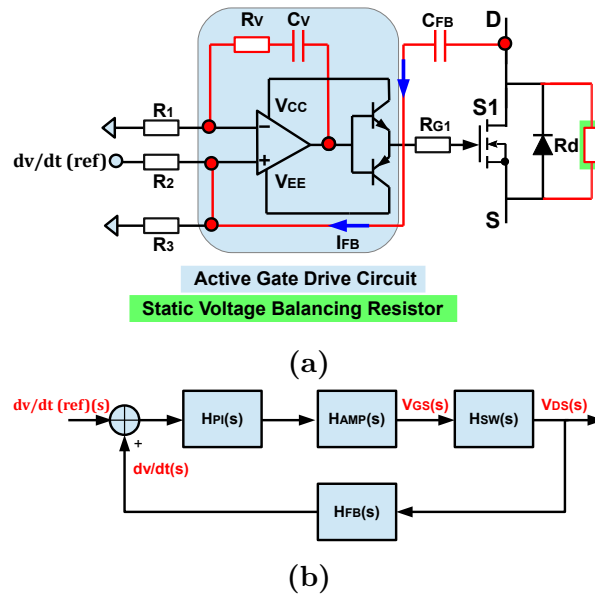 RV CV CFB D
R1 VCC S1
− RG1
dv/dt (ref) R2 + Rd
VEE
R3 IFB S
Active Gate Drive Circuit
Static Voltage Balancing Resistor
(a)
dv/dt (ref)(s) HPI(s) HAMP(s) VGS(s) HSW(s) VDS(s)
+
dv/dt(s)
HFB(s)
(b)